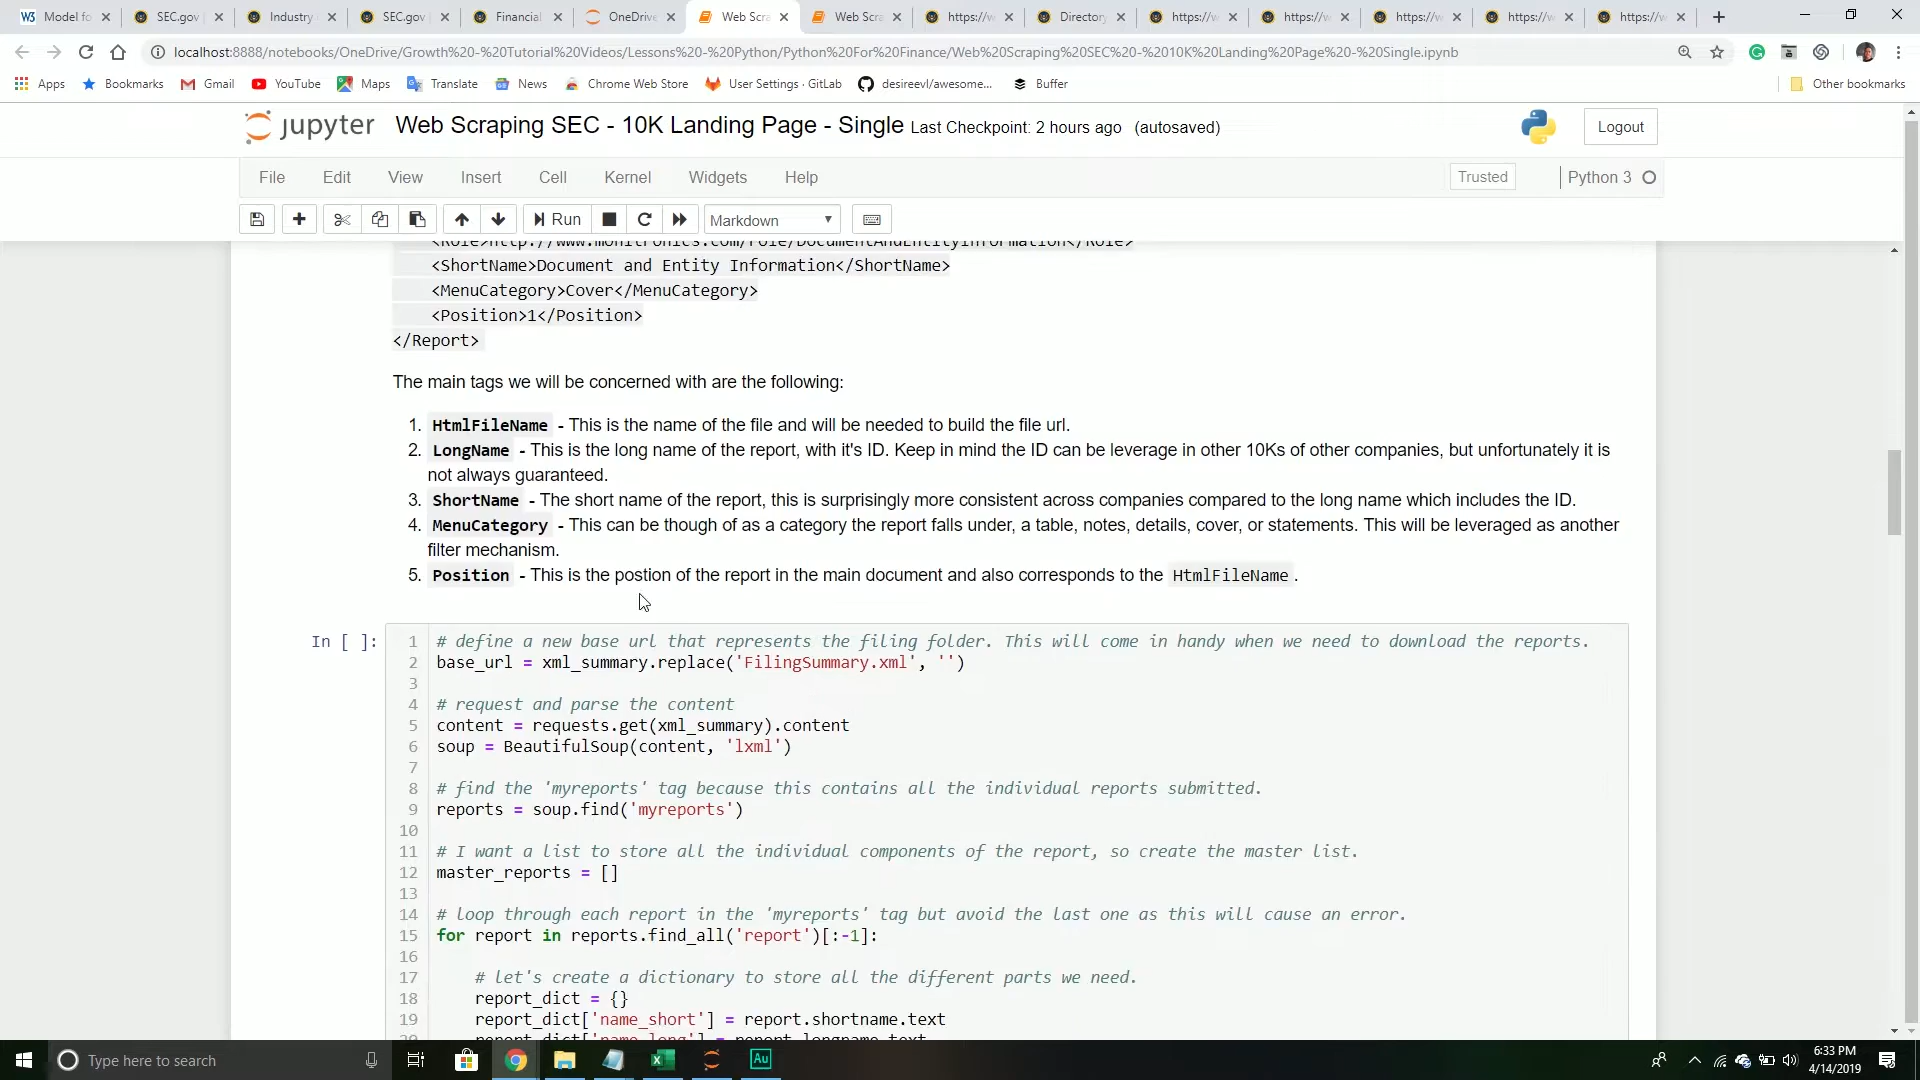 Model fo
SEC.gov
Industry
SEC.gov
Financial
OneDrive
Web Scra
Web Scra
https://w
Directory
https://w
https://w
https://w
https://w
https://w
localhost:8888/notebooks/OneDrive/Growth%20-%20Tutorial%20Videos/Lessons%20-%20Python/Python%20For%20Finance/Web%20Scraping%20SEC%20-%2010K%20Landing%20Page%20-%20Single.ipynb
Apps Bookmarks Gmail YouTube Maps Translate News Chrome Web Store User Settings · GitLab desireevl/awesome... Buffer Other bookmarks
jupyter Web Scraping SEC - 10K Landing Page - Single Last Checkpoint: 2 hours ago (autosaved) Logout
File Edit View Insert Cell Kernel Widgets Help Trusted Python 3
Run Markdown
<Role>http://www.monitronics.com/role/DocumentAndEntityInformation</Role>
<ShortName>Document and Entity Information</ShortName>
<MenuCategory>Cover</MenuCategory>
<Position>1</Position>
</Report>
The main tags we will be concerned with are the following:
1. HtmlFileName - This is the name of the file and will be needed to build the file url.
2. LongName - This is the long name of the report, with it's ID. Keep in mind the ID can be leverage in other 10Ks of other companies, but unfortunately it is
not always guaranteed.
3. ShortName - The short name of the report, this is surprisingly more consistent across companies compared to the long name which includes the ID.
4. MenuCategory - This can be though of as a category the report falls under, a table, notes, details, cover, or statements. This will be leveraged as another
filter mechanism.
5. Position - This is the postion of the report in the main document and also corresponds to the HtmlFileName.
In [ ]:
1 # define a new base url that represents the filing folder. This will come in handy when we need to download the reports.
2 base_url = xml_summary.replace('FilingSummary.xml', '')
3
4 # request and parse the content
5 content = requests.get(xml_summary).content
6 soup = BeautifulSoup(content, 'lxml')
7
8 # find the 'myreports' tag because this contains all the individual reports submitted.
9 reports = soup.find('myreports')
10
11 # I want a list to store all the individual components of the report, so create the master list.
12 master_reports = []
13
14 # loop through each report in the 'myreports' tag but avoid the last one as this will cause an error.
15 for report in reports.find_all('report')[:-1]:
16
17 # let's create a dictionary to store all the different parts we need.
18 report_dict = {}
19 report_dict['name_short'] = report.shortname.text
20 report_dict['name_long'] = report.longname.text
Type here to search
Au
6:33 PM
4/14/2019